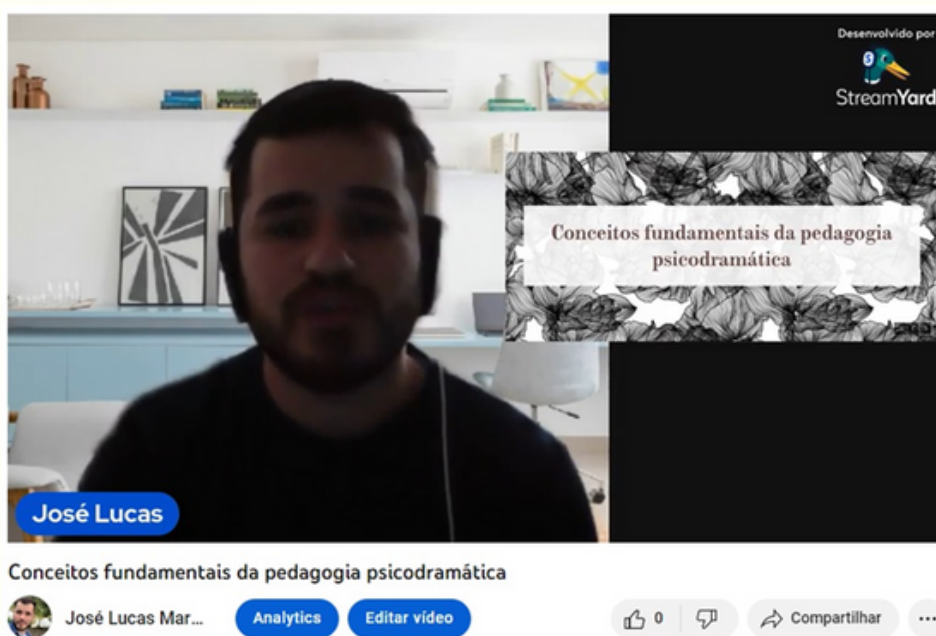 Desenvolvido por
StreamYard
Conceitos fundamentais da pedagogia
psicodramática
José Lucas
Conceitos fundamentais da pedagogia psicodramática
José Lucas Mar...
Analytics
Editar vídeo
0
Compartilhar